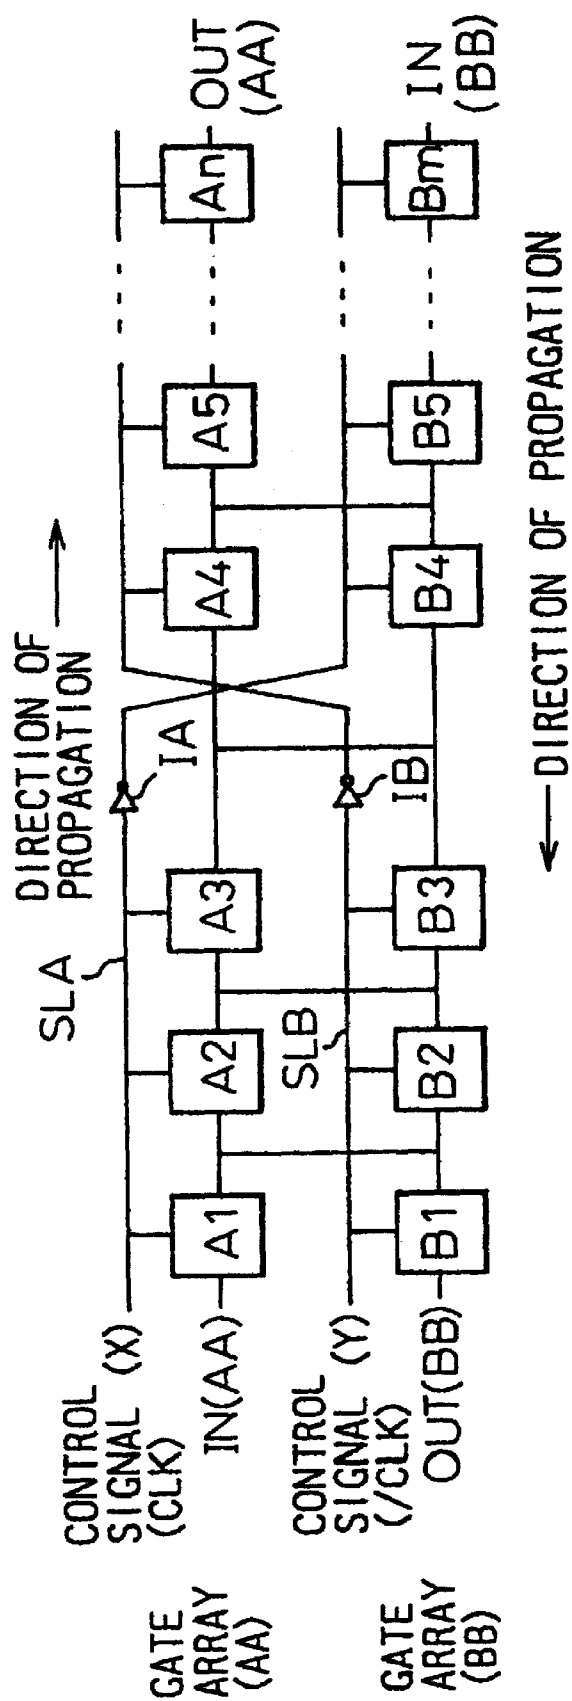 DIRECTION OF
PROPAGATION
CONTROL
SIGNAL (X)
(CLK)
SLA
IA
GATE
ARRAY
(AA)
IN(AA)
A1
A2
A3
A4
A5
An
OUT
(AA)
CONTROL
SIGNAL (Y)
(/CLK)
SLB
IB
GATE
ARRAY
(BB)
OUT(BB)
B1
B2
B3
B4
B5
Bm
IN
(BB)
DIRECTION OF PROPAGATION